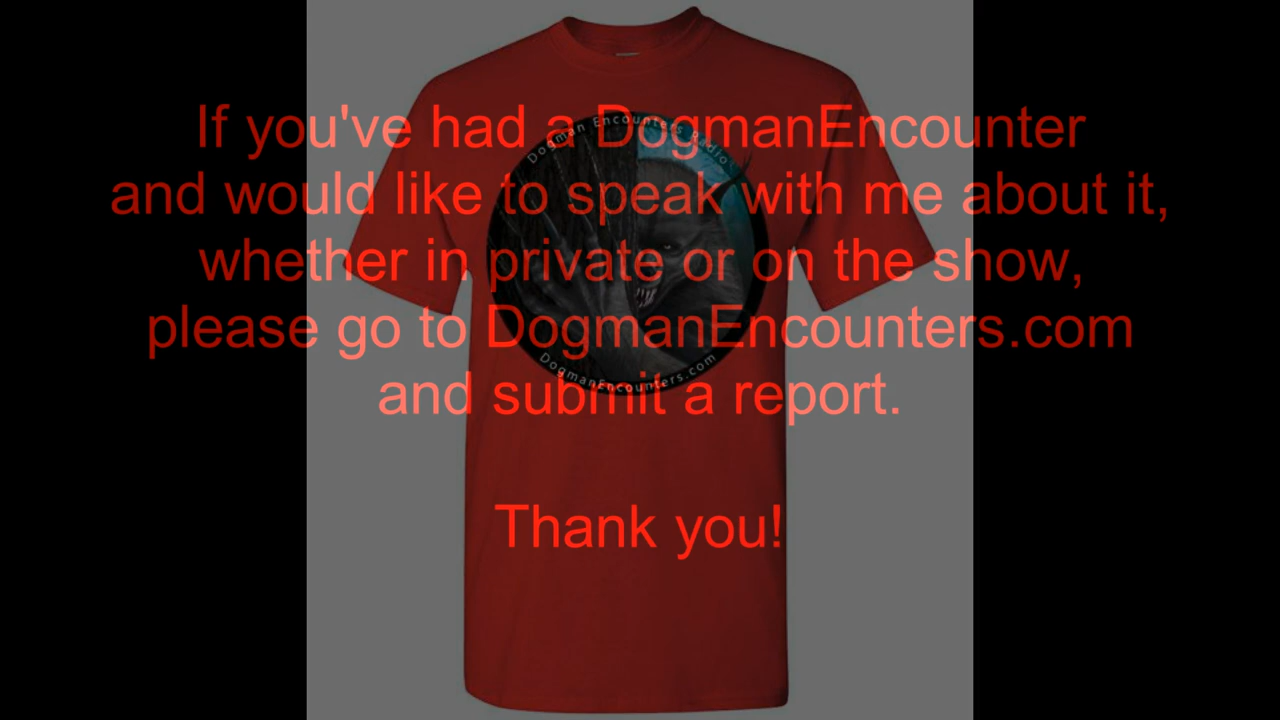 If you've had a DogmanEncounter
and would like to speak with me about it,
whether in private or on the show,
please go to DogmanEncounters.com
and submit a report.
Thank you!
Dogman Encounters Radio
DogmanEncounters.com